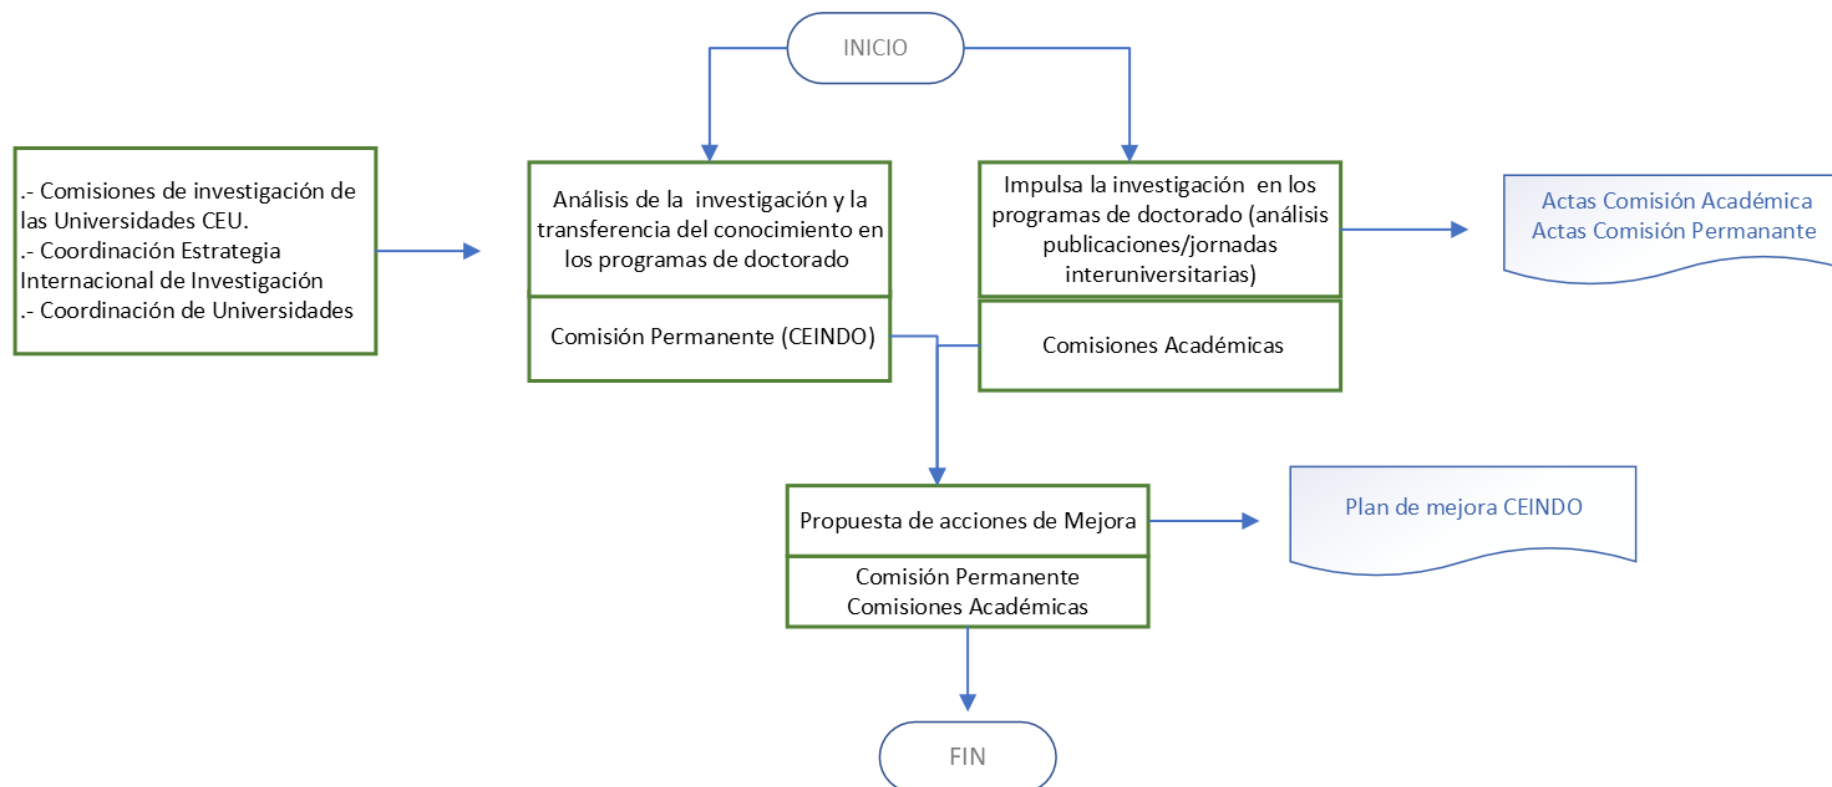 INICIO
.- Comisiones de investigación de
las Universidades CEU.
.- Coordinación Estrategia
Internacional de Investigación
.- Coordinación de Universidades
Análisis de la investigación y la
transferencia del conocimiento en
los programas de doctorado
Comisión Permanente (CEINDO)
Impulsa la investigación en los
programas de doctorado (análisis
publicaciones/jornadas
interuniversitarias)
Comisiones Académicas
Actas Comisión Académica
Actas Comisión Permanante
Propuesta de acciones de Mejora
Comisión Permanente
Comisiones Académicas
Plan de mejora CEINDO
FIN